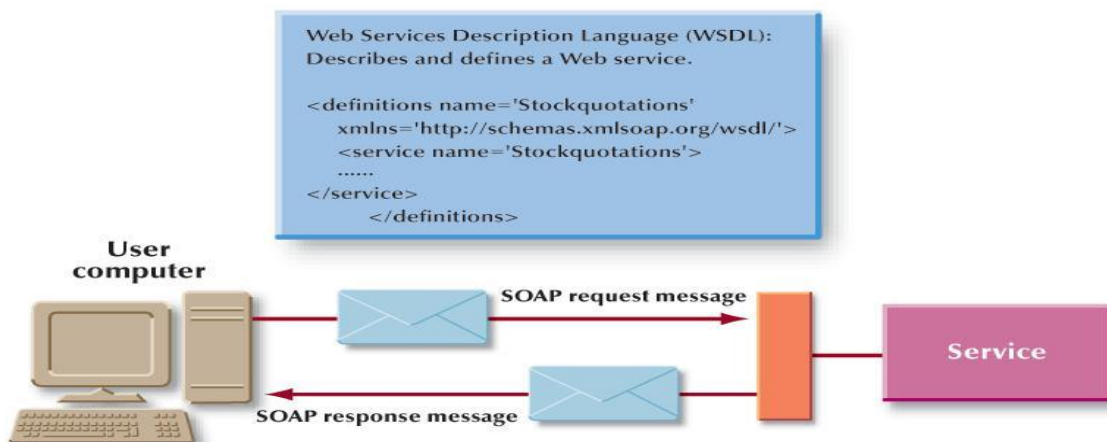 Web Services Description Language (WSDL):
Describes and defines a Web service.
<definitions name='Stockquotations'
xmlns='http://schemas.xmlsoap.org/wsdl/'>
<service name='Stockquotations'>
......
</service>
</definitions>
User
computer
SOAP request message
Service
SOAP response message